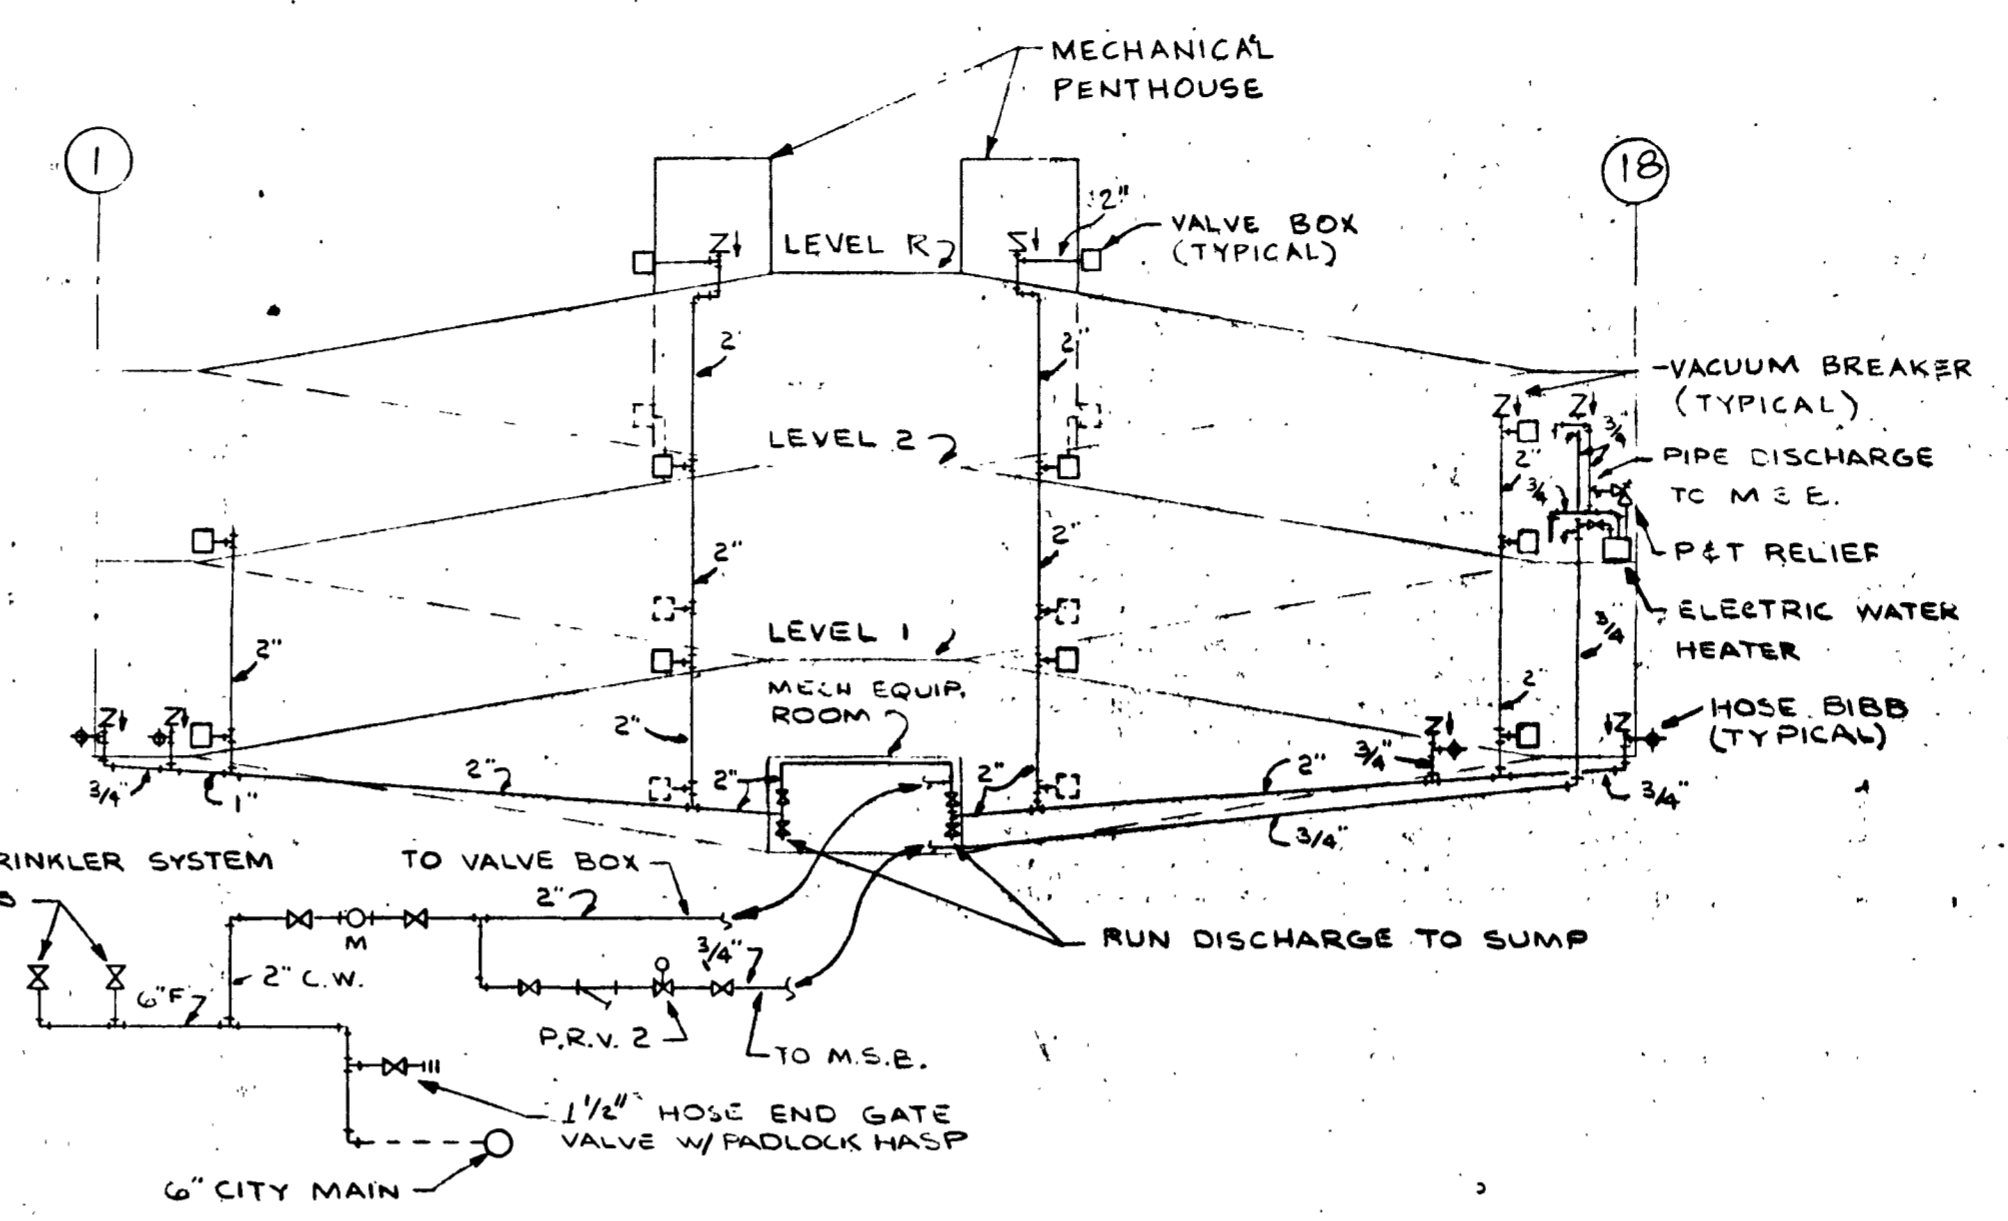 MECHANICAL
PENTHOUSE
1
18
2"
VALVE BOX
(TYPICAL)
Z
LEVEL R
Z
2"
2"
VACUUM BREAKER
(TYPICAL)
Z
Z
3/4"
LEVEL 2
2"
PIPE DISCHARGE
3/4"
2"
2"
P&T RELIEF
ELECTRIC WATER
HEATER
3/4"
LEVEL 1
2"
MECH EQUIP.
ROOM
2"
2"
HOSE BIBB
(TYPICAL)
Z
Z
Z
Z
3/4"
2"
2"
2"
2"
3/4"
1"
3/4"
3/4"
RINKLER SYSTEM
TO VALVE BOX
2"
M
3/4"
RUN DISCHARGE TO SUMP
2" C.W.
6"F
P.R.V. 2
TO M.S.E.
1 1/2" HOSE END GATE
VALVE W/ PADLOCK HASP
6" CITY MAIN